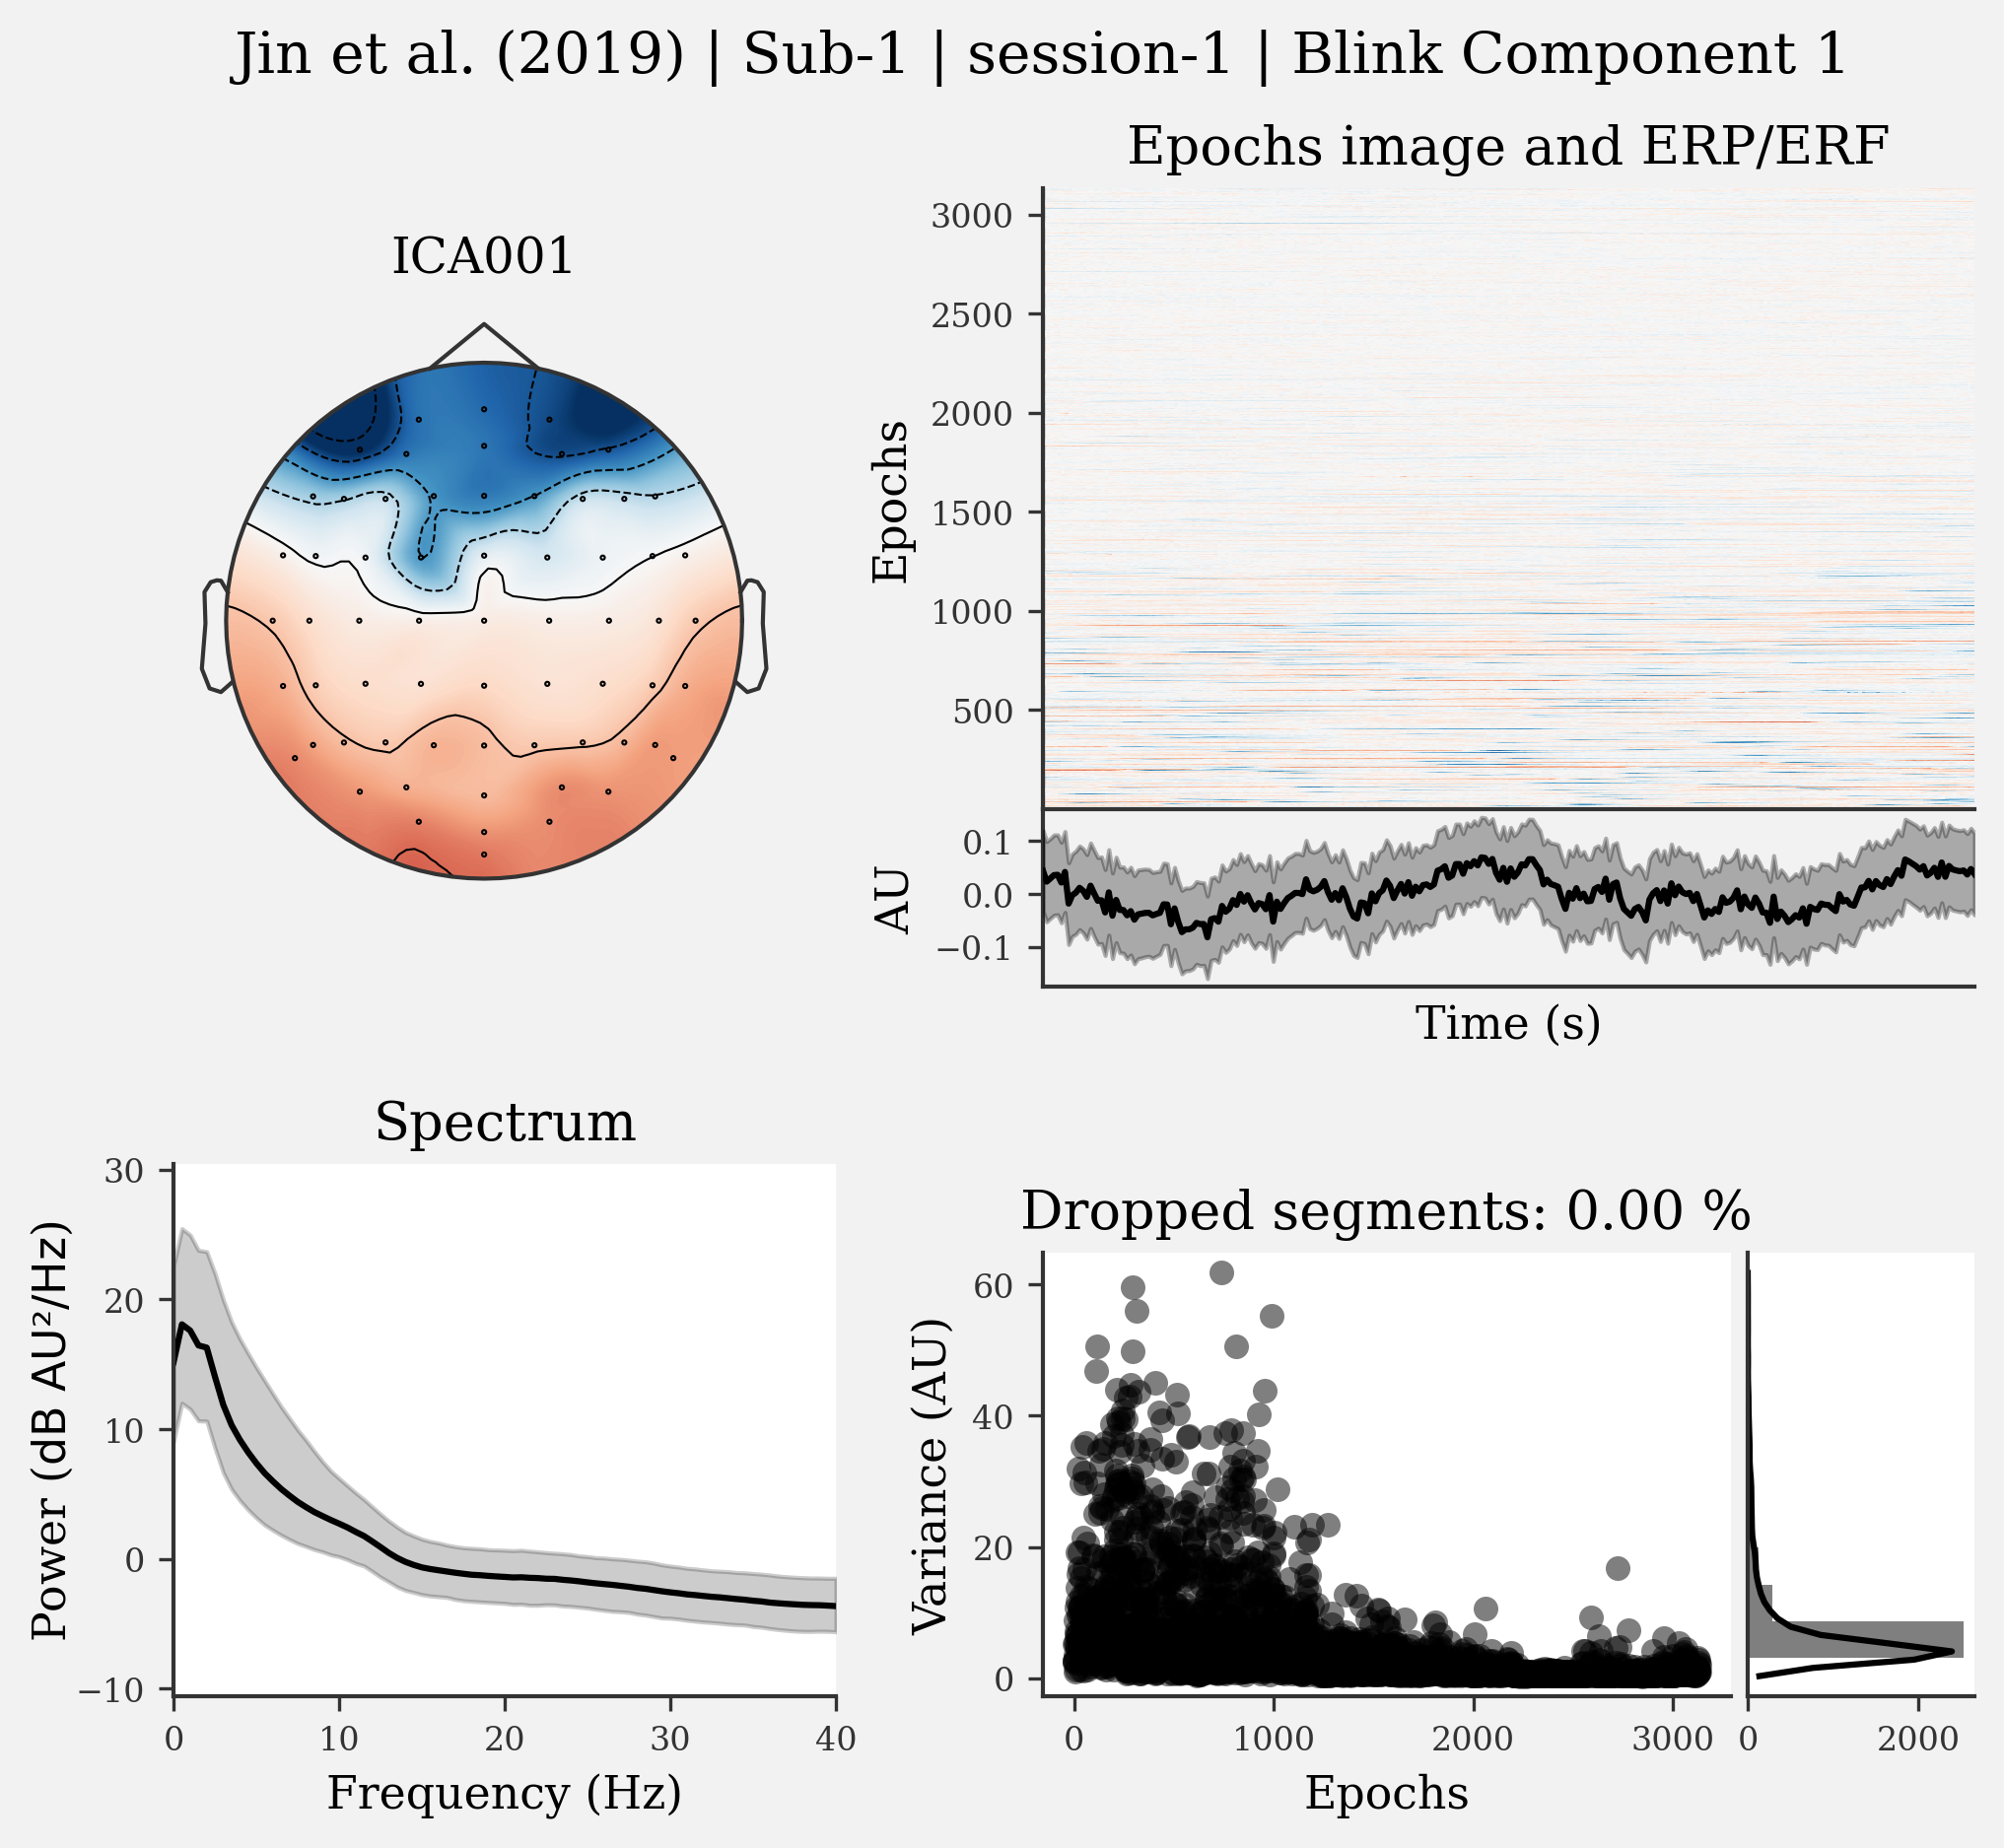 Jin et al. (2019) | Sub-1 | session-1 | Blink Component 1
ICA001
Epochs image and ERP/ERF
3000
2500
2000
1500
1000
500
Epochs
0.1
0.0
−0.1
AU
Time (s)
Spectrum
30
20
10
0
−10
Power (dB AU²/Hz)
0 10 20 30 40
Frequency (Hz)
Dropped segments: 0.00 %
60
40
20
0
Variance (AU)
0 1000 2000 3000
Epochs
0 2000